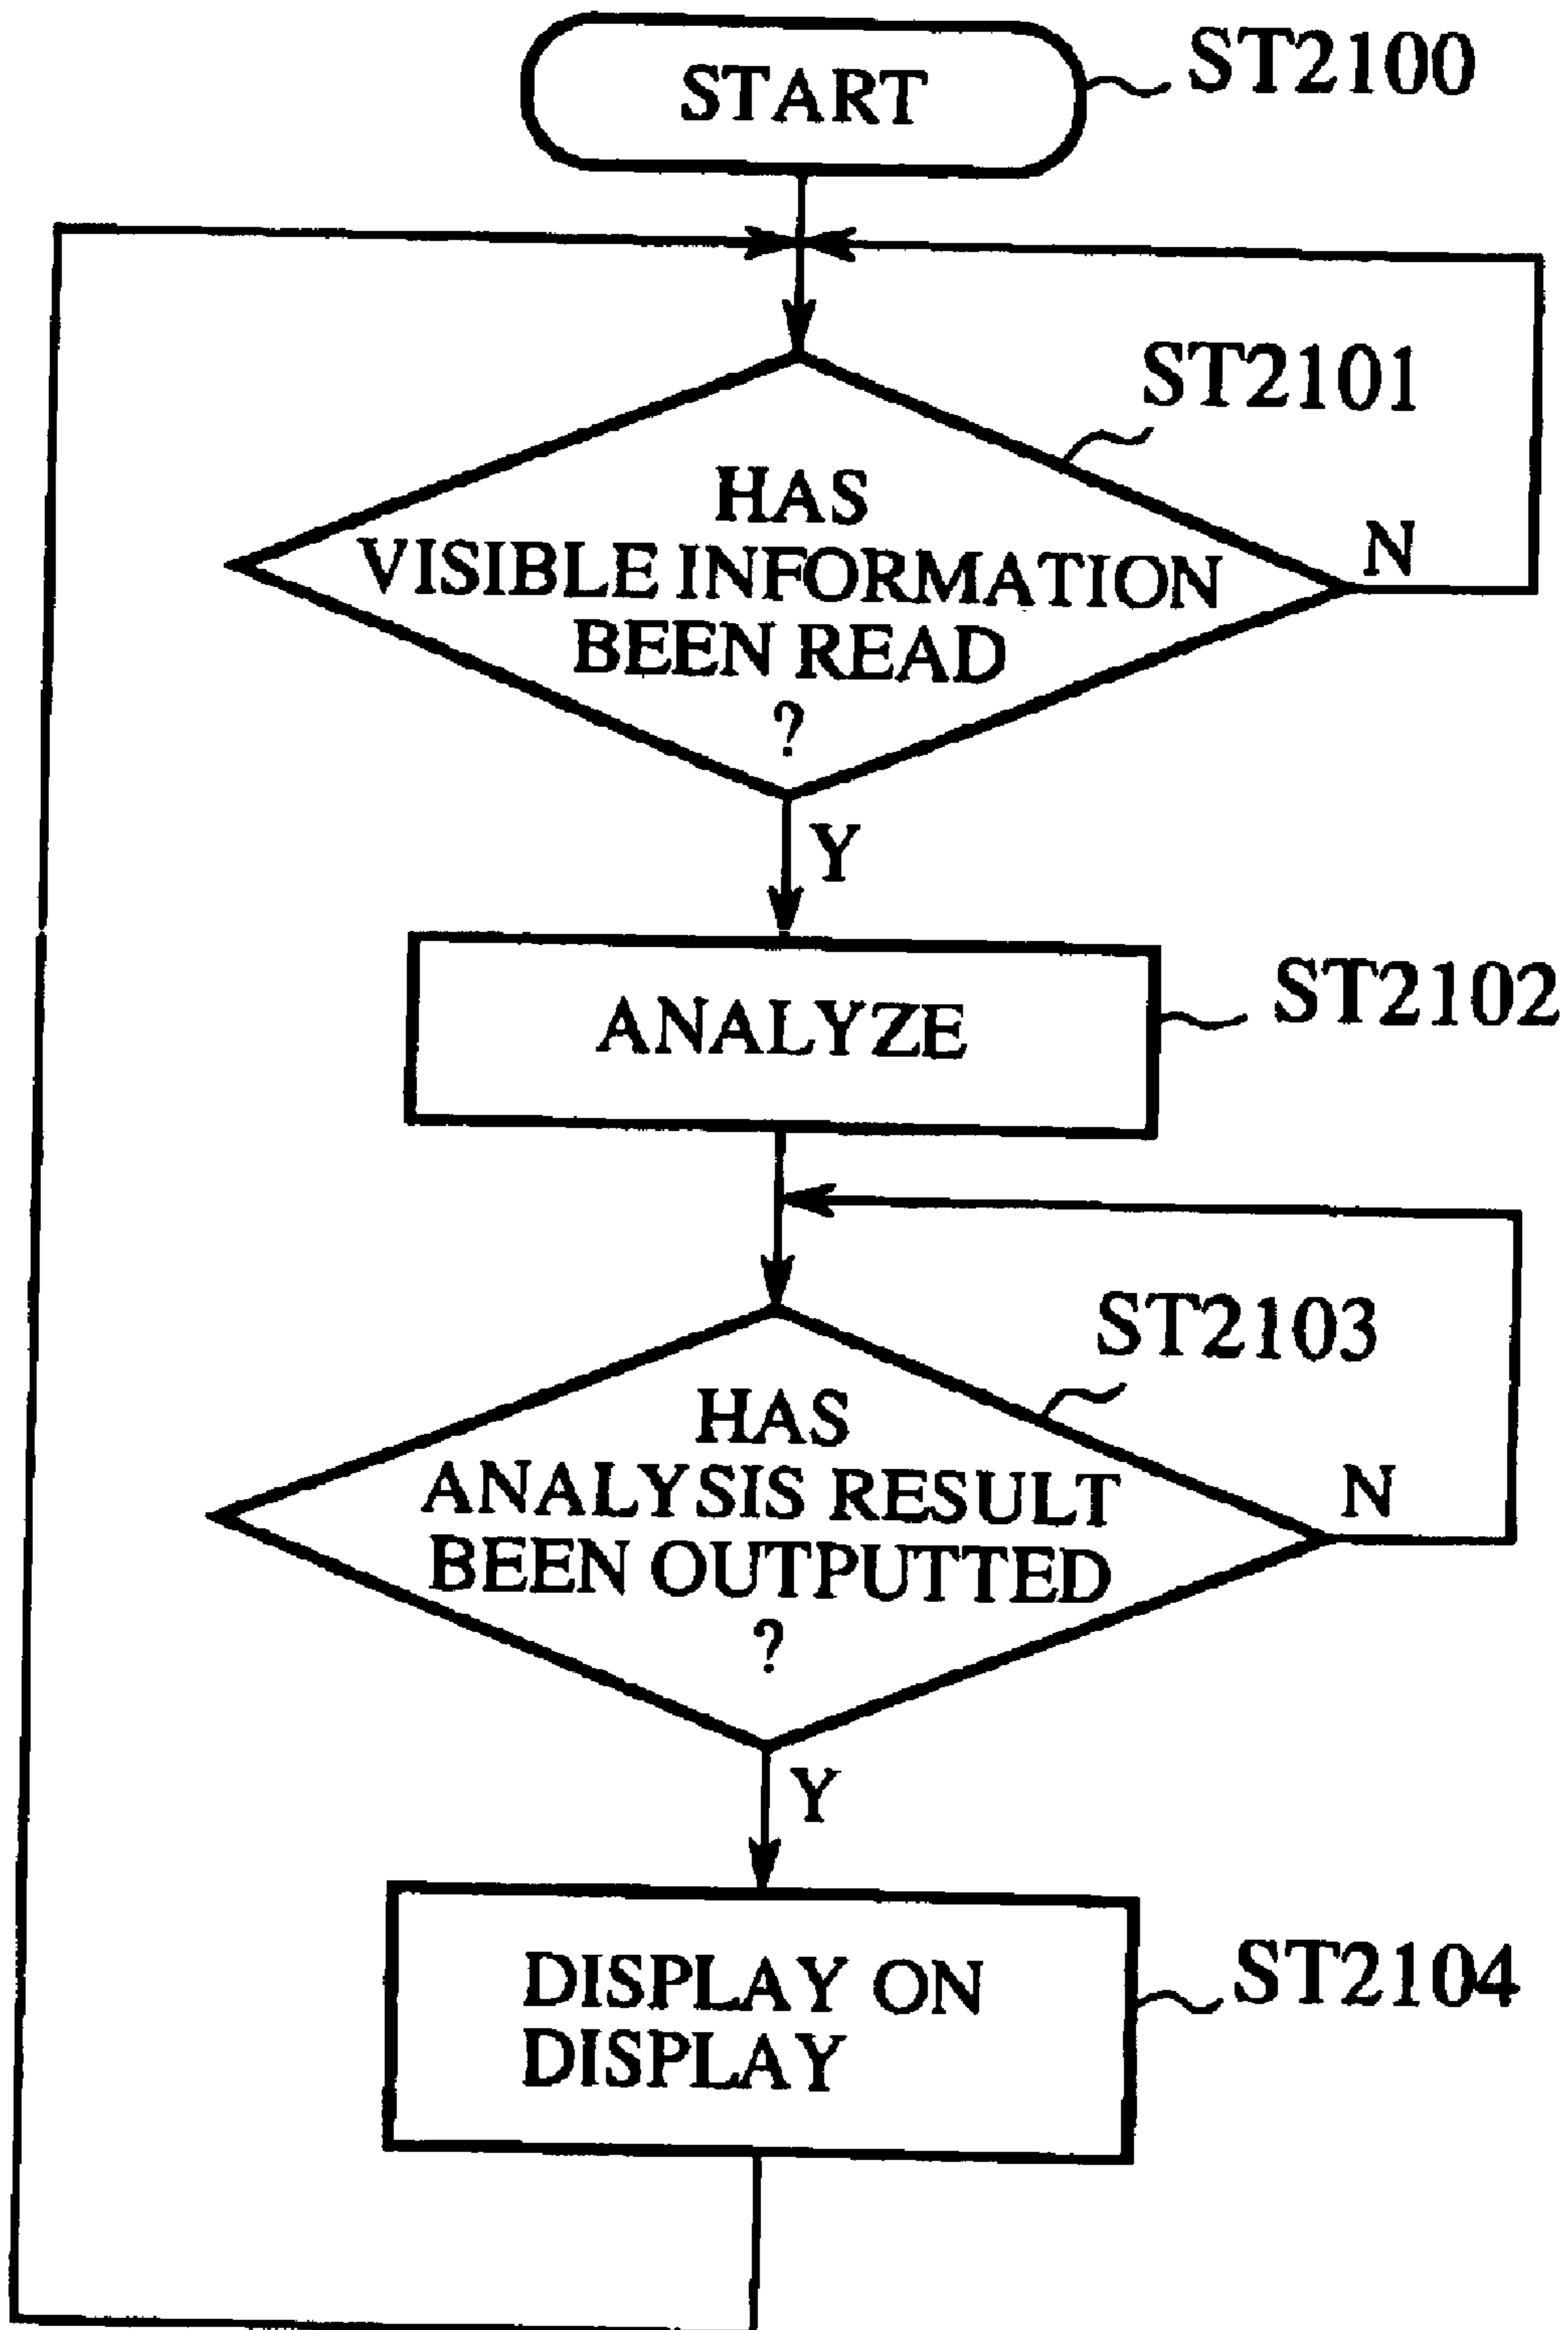 START
ST2100
ST2101
HAS
VISIBLE INFORMATION
BEEN READ
?
N
Y
ANALYZE
ST2102
ST2103
HAS
ANALYSIS RESULT
BEEN OUTPUTTED
?
N
Y
DISPLAY ON
DISPLAY
ST2104